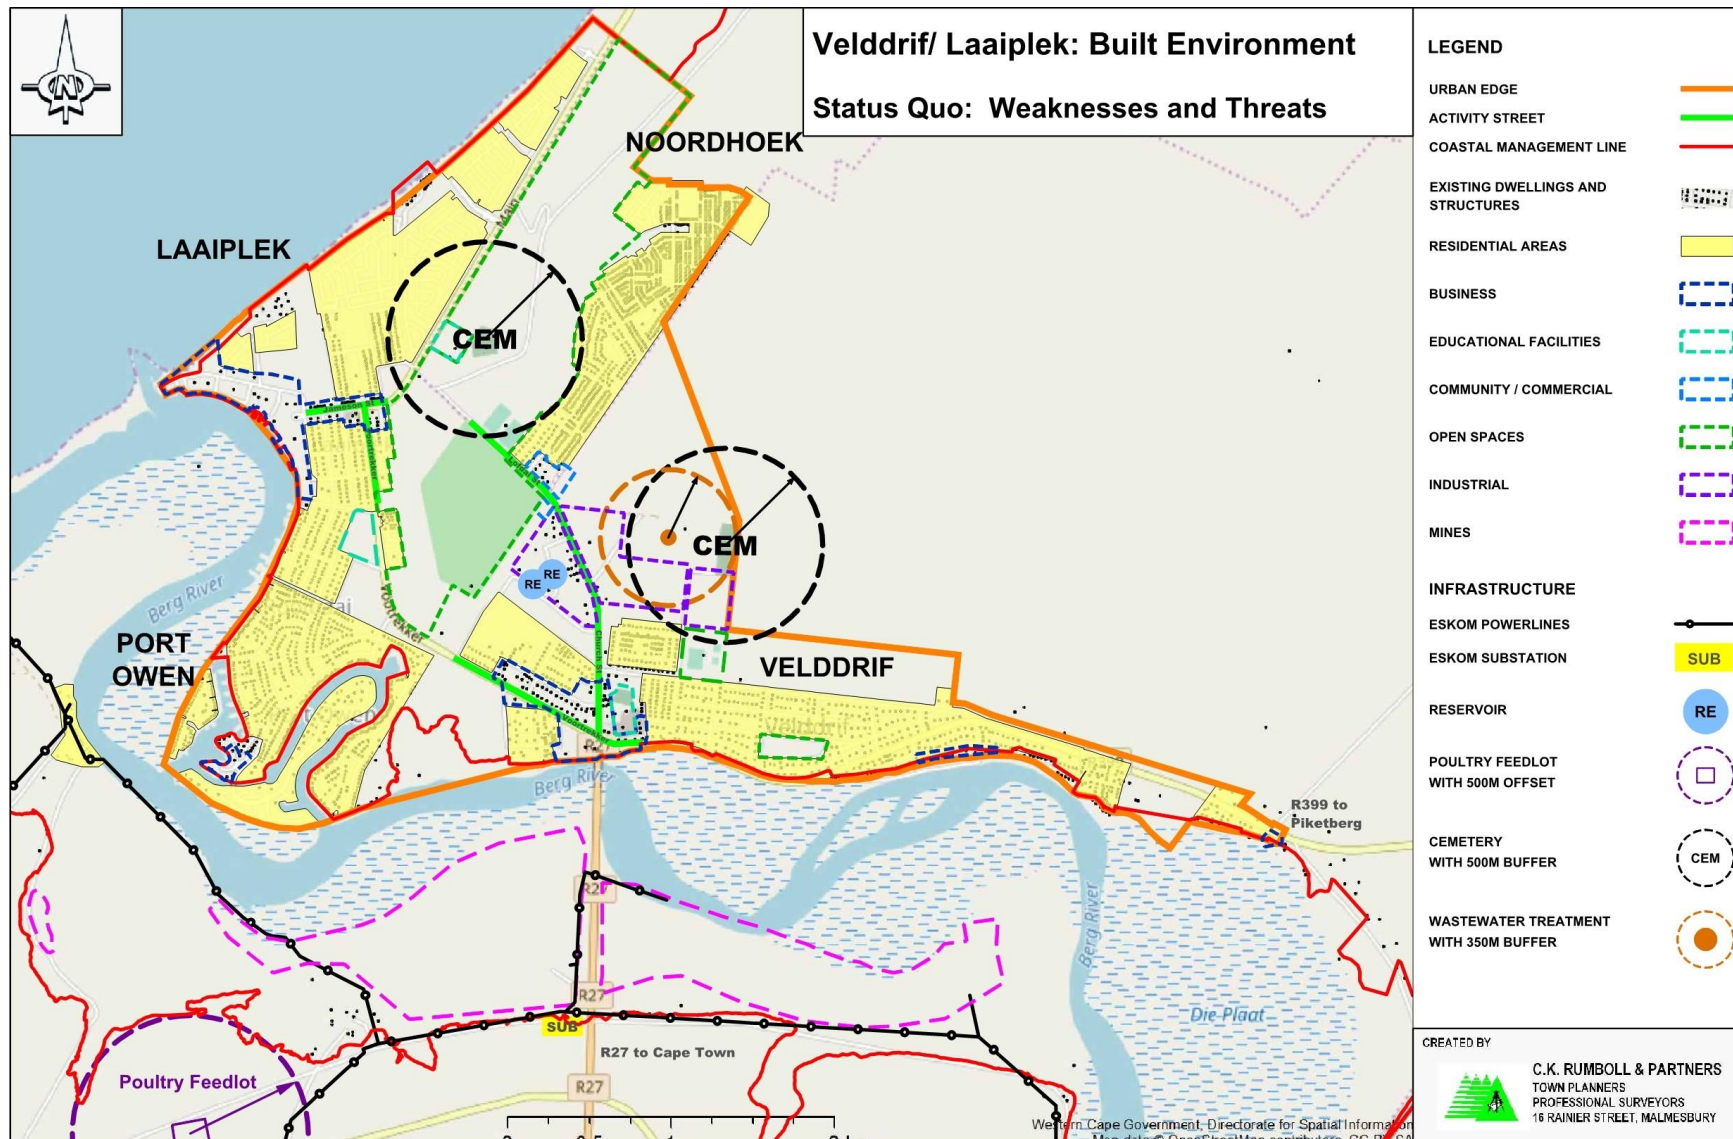 N
Velddrif/ Laaiplek: Built Environment
Status Quo:  Weaknesses and Threats
NOORDHOEK
LAAIPLEK
Main
CEM
Jameson St
CEM
RE
RE
Berg River
PORT
OWEN
Church St
VELDDRIF
Berg River
R399 to
Piketberg
R27
Berg River
R27
SUB
R27 to Cape Town
Die Plaat
Poultry Feedlot
R27
Western Cape Government, Directorate for Spatial Information
LEGEND
URBAN EDGE
ACTIVITY STREET
COASTAL MANAGEMENT LINE
EXISTING DWELLINGS AND
STRUCTURES
RESIDENTIAL AREAS
BUSINESS
EDUCATIONAL FACILITIES
COMMUNITY / COMMERCIAL
OPEN SPACES
INDUSTRIAL
MINES
INFRASTRUCTURE
ESKOM POWERLINES
ESKOM SUBSTATION
SUB
RESERVOIR
RE
POULTRY FEEDLOT
WITH 500M OFFSET
CEMETERY
WITH 500M BUFFER
CEM
WASTEWATER TREATMENT
WITH 350M BUFFER
CREATED BY
C.K. RUMBOLL & PARTNERS
TOWN PLANNERS
PROFESSIONAL SURVEYORS
16 RAINIER STREET, MALMESBURY